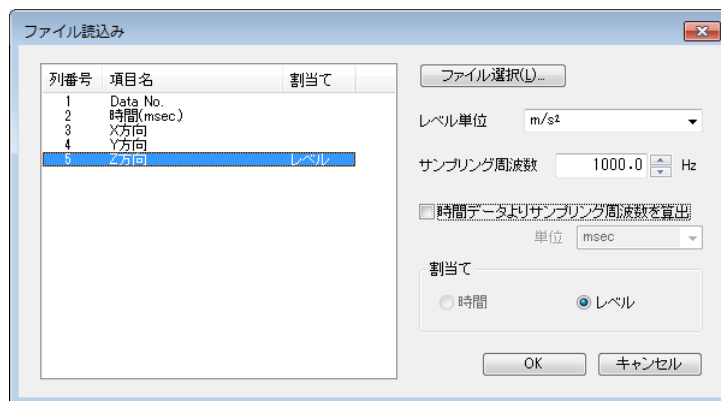 ファイル読込み
列番号 項目名 割当て
1 Data No.
2 時間(msec.)
3 X方向
4 Y方向
5 Z方向 レベル
ファイル選択(L)...
レベル単位 m/s²
サンプリング周波数 1000.0 Hz
時間データよりサンプリング周波数を算出
単位 msec
割当て
時間 レベル
OK キャンセル